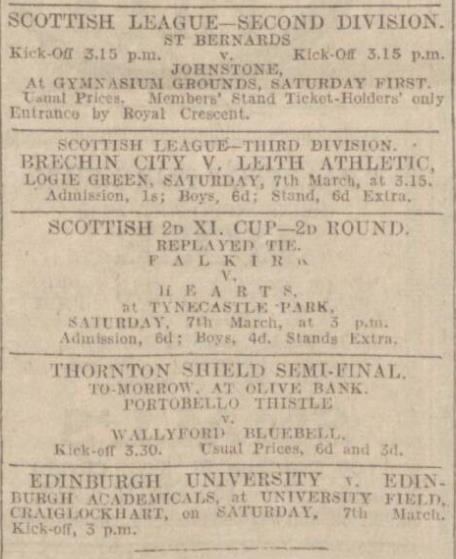 SCOTTISH LEAGUE—SECOND DIVISION.
ST BERNARDS
Kick-Off 3.15 p.m. v. Kick-Off 3.15 p.m.
JOHNSTONE,
At GYMNASIUM GROUNDS, SATURDAY FIRST.
Usual Prices. Members' Stand Ticket-Holders' only
Entrance by Royal Crescent.
SCOTTISH LEAGUE—THIRD DIVISION.
BRECHIN CITY V. LEITH ATHLETIC,
LOGIE GREEN, SATURDAY, 7th March, at 3.15.
Admission, 1s; Boys, 6d; Stand, 6d Extra.
SCOTTISH 2D XI. CUP—2D ROUND.
REPLAYED TIE.
FALKIRK
V.
HEARTS,
at TYNECASTLE PARK,
SATURDAY, 7th March, at 3 p.m.
Admission, 6d; Boys, 4d. Stands Extra.
THORNTON SHIELD SEMI-FINAL.
TO-MORROW, AT OLIVE BANK.
PORTOBELLO THISTLE
v.
WALLYFORD BLUEBELL.
Kick-off 3.30. Usual Prices, 6d and 3d.
EDINBURGH UNIVERSITY v. EDIN-
BURGH ACADEMICALS, at UNIVERSITY FIELD,
CRAIGLOCKHART, on SATURDAY, 7th March.
Kick-off, 3 p.m.